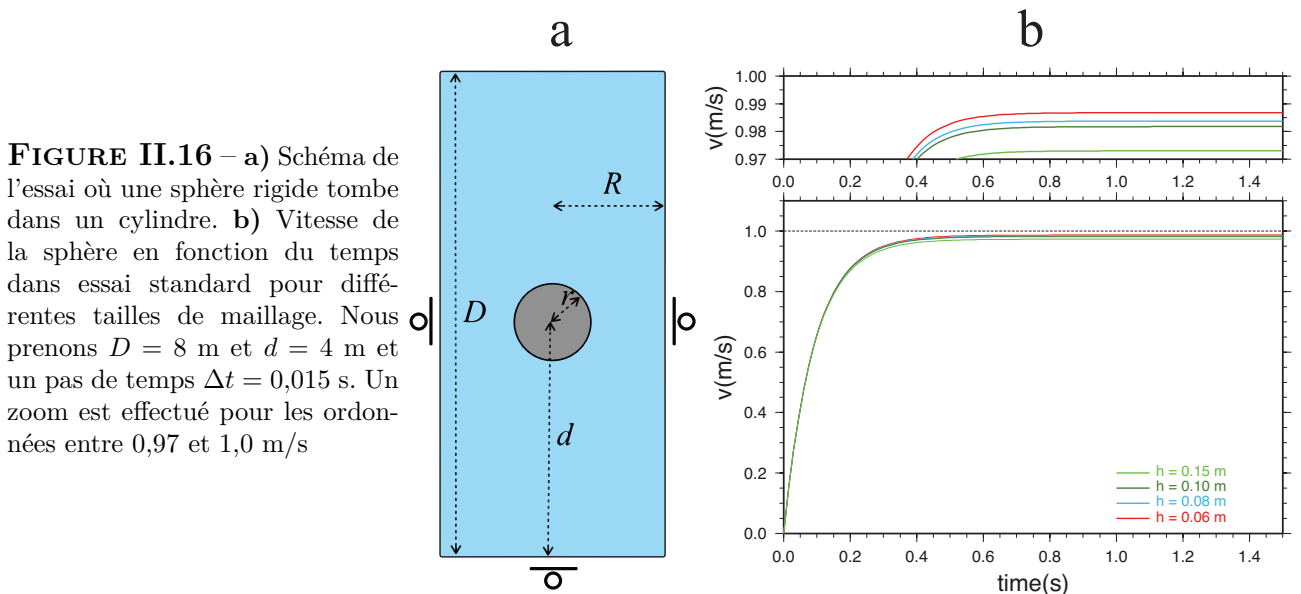 FIGURE II.16 – a) Schéma de
l'essai où une sphère rigide tombe
dans un cylindre. b) Vitesse de
la sphère en fonction du temps
dans essai standard pour diffé-
rentes tailles de maillage. Nous
prenons D = 8 m et d = 4 m et
un pas de temps Δt = 0,015 s. Un
zoom est effectué pour les ordon-
nées entre 0,97 et 1,0 m/s
a
R
r
D
d
b
v(m/s)
1.00
0.99
0.98
0.97
0.0 0.2 0.4 0.6 0.8 1.0 1.2 1.4
v(m/s)
1.0
0.8
0.6
0.4
0.2
0.0
h = 0.15 m
h = 0.10 m
h = 0.08 m
h = 0.06 m
0.0 0.2 0.4 0.6 0.8 1.0 1.2 1.4
time(s)